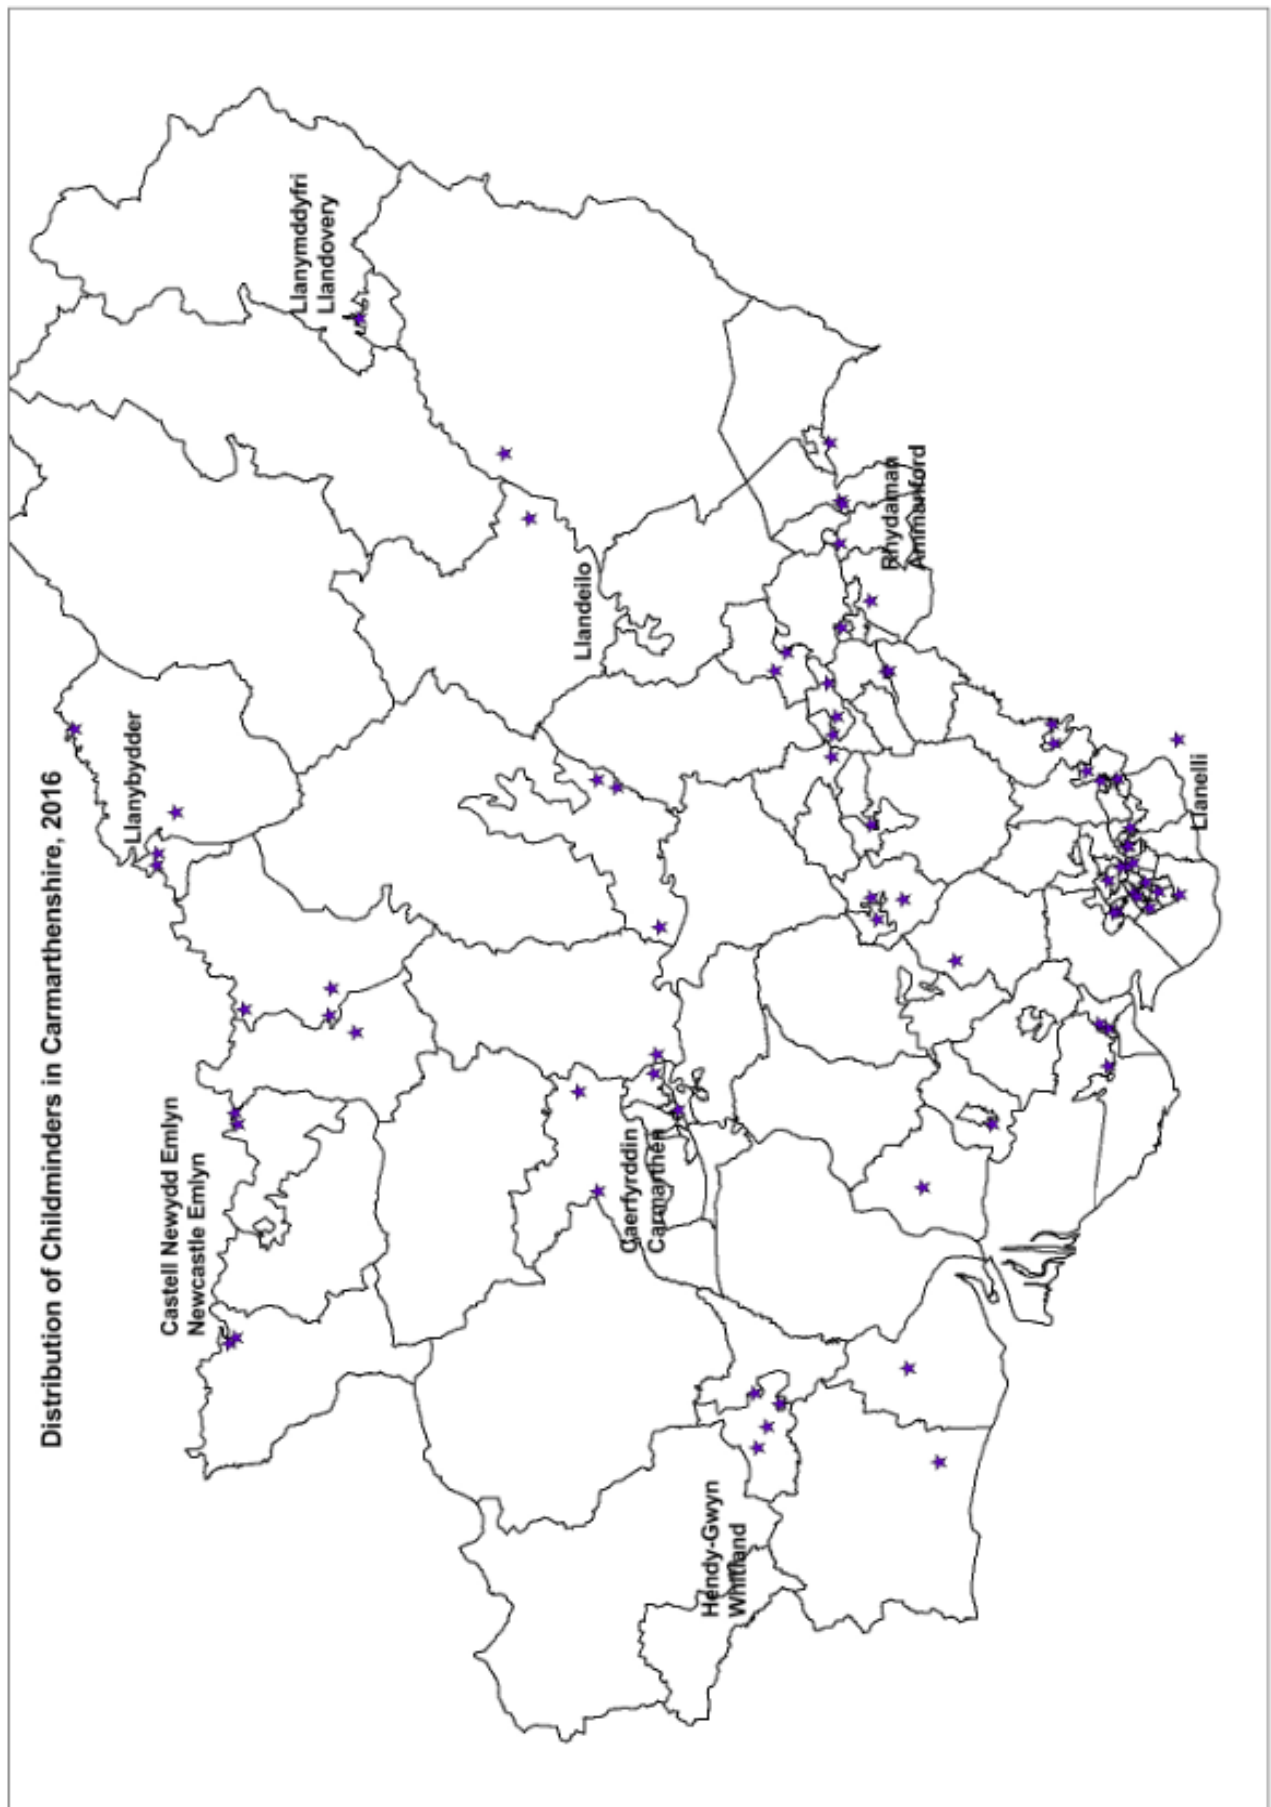 Distribution of Childminders in Carmarthenshire, 2016
Llanymddyfri
Llandovery
Llanybydder
Castell Newydd Emlyn
Newcastle Emlyn
Llandeilo
Rhydaman
Ammanford
Caerfyrddin
Carmarthen
Hendy-Gwyn
Whitland
Llanelli